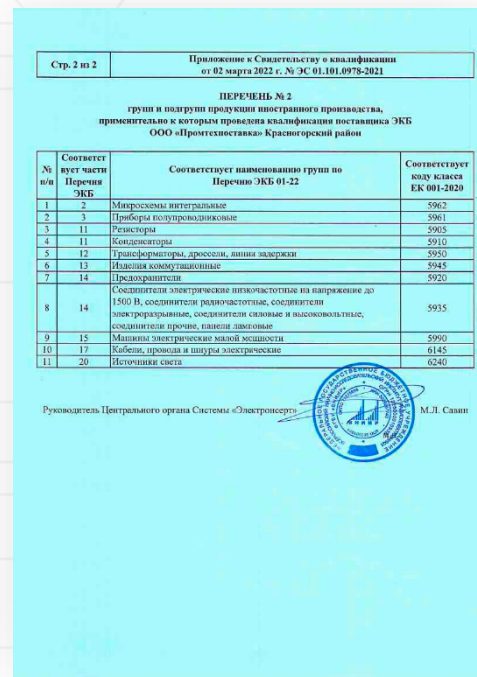 Стр. 2 из 2
Приложение к Свидетельству о квалификации
от 02 марта 2022 г. № ЭС 01.101.0978-2021
ПЕРЕЧЕНЬ № 2
групп и подгрупп продукции иностранного производства,
применительно к которым проведена квалификация поставщика ЭКБ
ООО «Промтехпоставка» Красногорский район
№ п/п Соответст вует части Перечня ЭКБ Соответствует наименованию групп по Перечню ЭКБ 01-22 Соответствует коду класса ЕК 001-2020
1 2 Микросхемы интегральные 5962
2 3 Приборы полупроводниковые 5961
3 11 Резисторы 5905
4 11 Конденсаторы 5910
5 12 Трансформаторы, дроссели, линии задержки 5950
6 13 Изделия коммутационные 5945
7 14 Предохранители 5920
8 14 Соединители электрические низкочастотные на напряжение до
1500 В, соединители радиочастотные, соединители
электроразрывные, соединители силовые и высоковольтные, 5935
соединители прочие, панели ламповые
9 15 Машины электрические малой мощности 5990
10 17 Кабели, провода и шнуры электрические 6145
11 20 Источники света 6240
Руководитель Центрального органа Системы «Электронсерт» М.Л. Савин